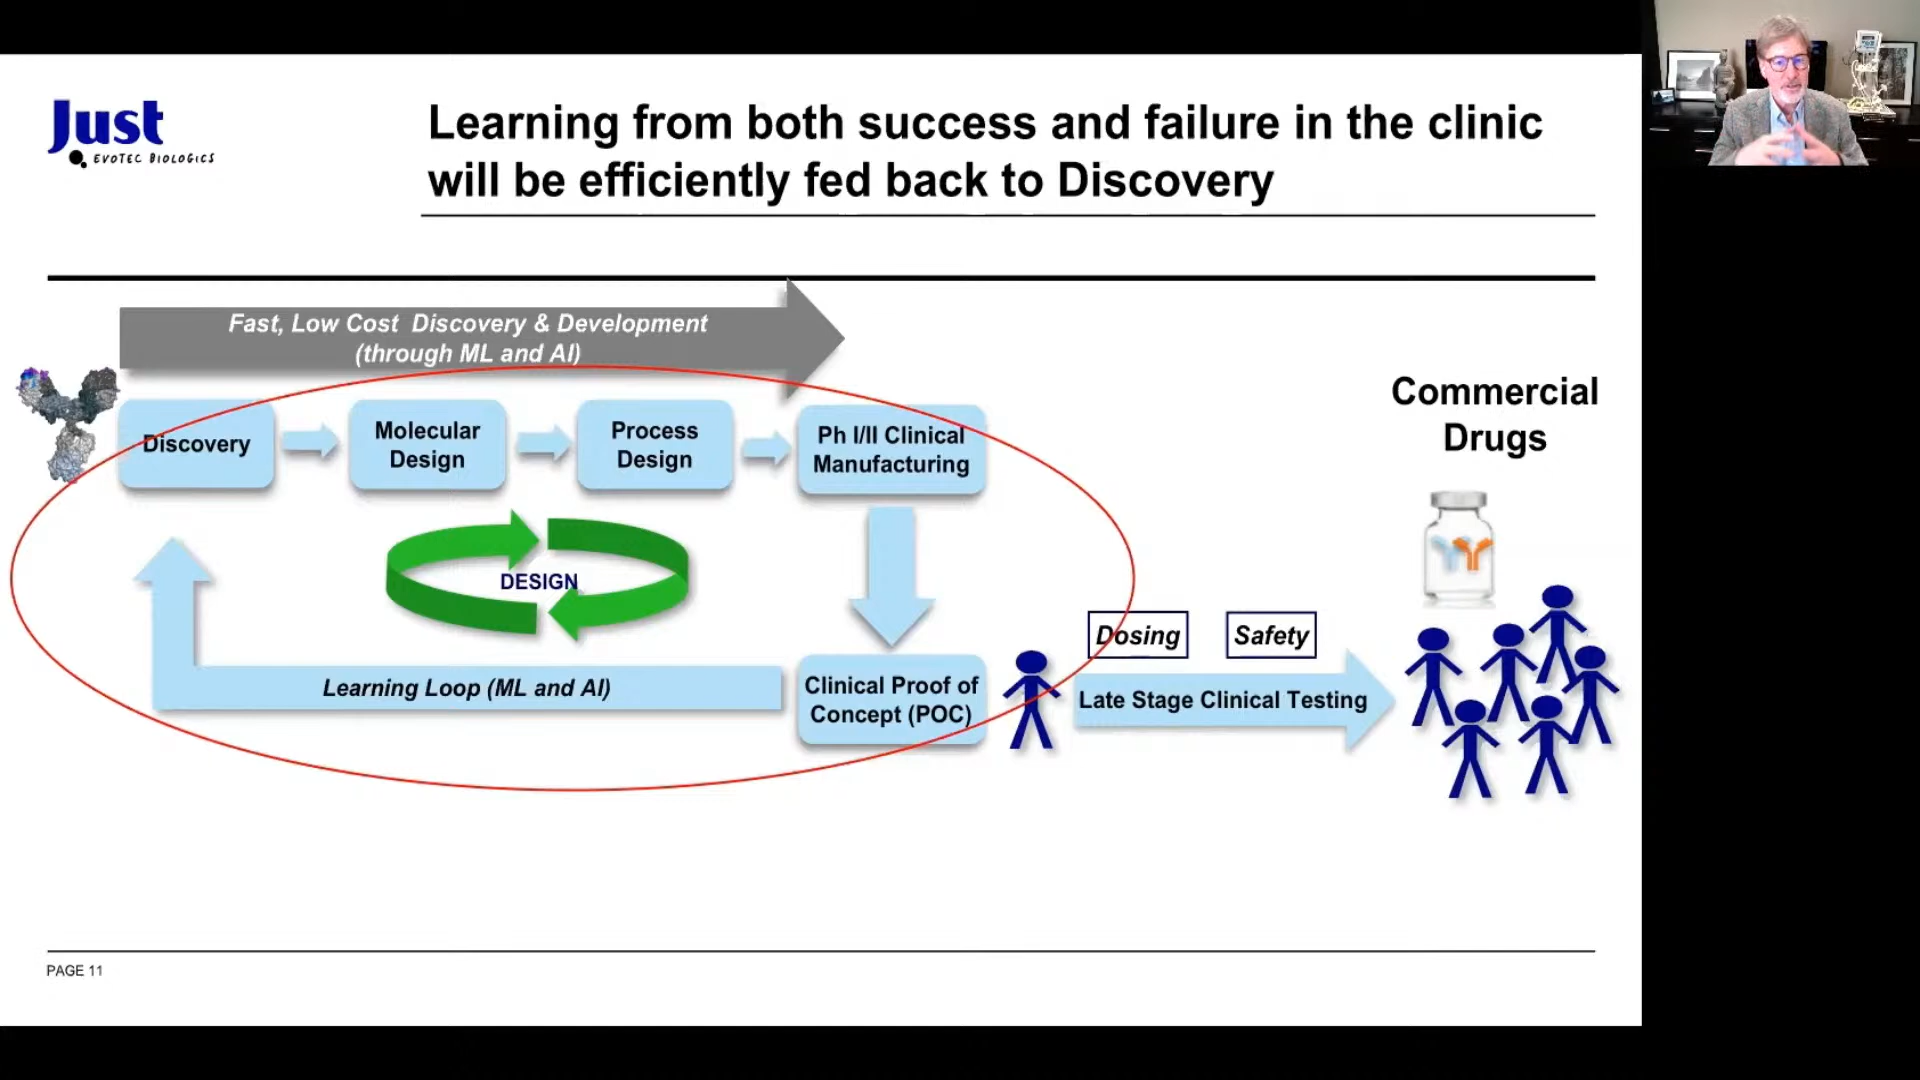 Just
EVOTEC BIOLOGICS
Learning from both success and failure in the clinic
will be efficiently fed back to Discovery
Fast, Low Cost Discovery & Development
(through ML and AI)
Discovery
Molecular
Design
Process
Design
Ph I/II Clinical
Manufacturing
Commercial
Drugs
DESIGN
Dosing
Safety
Learning Loop (ML and AI)
Clinical Proof of
Concept (POC)
Late Stage Clinical Testing
PAGE 11